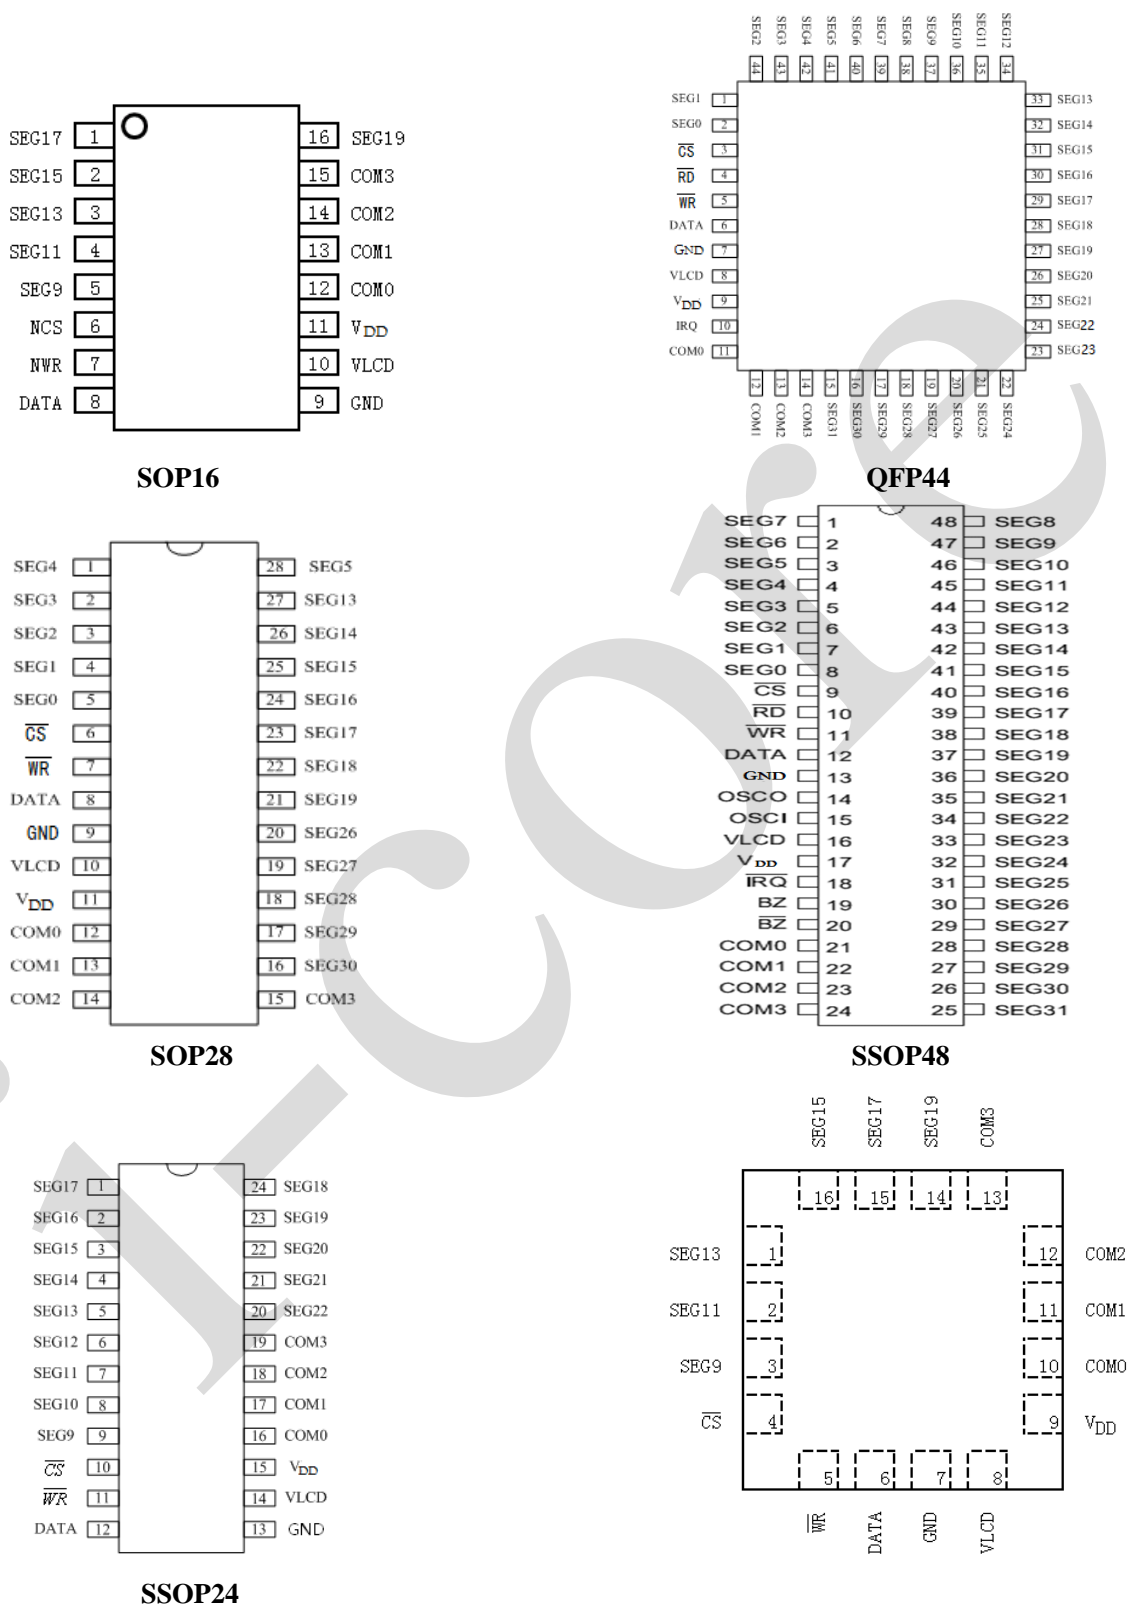 SEG17 1 16 SEG19
SEG15 2 15 COM3
SEG13 3 14 COM2
SEG11 4 13 COM1
SEG9 5 12 COM0
NCS 6 11 VDD
NWR 7 10 VLCD
DATA 8 9 GND
SOP16
SEG2 SEG3 SEG4 SEG5 SEG6 SEG7 SEG8 SEG9 SEG10 SEG11 SEG12
44 43 42 41 40 39 38 37 36 35 34
SEG1 1 33 SEG13
SEG0 2 32 SEG14
C̅S̅ 3 31 SEG15
R̅D̅ 4 30 SEG16
W̅R̅ 5 29 SEG17
DATA 6 28 SEG18
GND 7 27 SEG19
VLCD 8 26 SEG20
VDD 9 25 SEG21
IRQ 10 24 SEG22
COM0 11 23 SEG23
12 13 14 15 16 17 18 19 20 21 22
COM1 COM2 COM3 SEG31 SEG30 SEG29 SEG28 SEG27 SEG26 SEG25 SEG24
QFP44
SEG4 1 28 SEG5
SEG3 2 27 SEG13
SEG2 3 26 SEG14
SEG1 4 25 SEG15
SEG0 5 24 SEG16
C̅S̅ 6 23 SEG17
W̅R̅ 7 22 SEG18
DATA 8 21 SEG19
GND 9 20 SEG26
VLCD 10 19 SEG27
VDD 11 18 SEG28
COM0 12 17 SEG29
COM1 13 16 SEG30
COM2 14 15 COM3
SOP28
SEG7 1 48 SEG8
SEG6 2 47 SEG9
SEG5 3 46 SEG10
SEG4 4 45 SEG11
SEG3 5 44 SEG12
SEG2 6 43 SEG13
SEG1 7 42 SEG14
SEG0 8 41 SEG15
C̅S̅ 9 40 SEG16
R̅D̅ 10 39 SEG17
W̅R̅ 11 38 SEG18
DATA 12 37 SEG19
GND 13 36 SEG20
OSCO 14 35 SEG21
OSCI 15 34 SEG22
VLCD 16 33 SEG23
VDD 17 32 SEG24
I̅R̅Q̅ 18 31 SEG25
BZ 19 30 SEG26
B̅Z̅ 20 29 SEG27
COM0 21 28 SEG28
COM1 22 27 SEG29
COM2 23 26 SEG30
COM3 24 25 SEG31
SSOP48
SEG17 1 24 SEG18
SEG16 2 23 SEG19
SEG15 3 22 SEG20
SEG14 4 21 SEG21
SEG13 5 20 SEG22
SEG12 6 19 COM3
SEG11 7 18 COM2
SEG10 8 17 COM1
SEG9 9 16 COM0
C̅S̅ 10 15 VDD
W̅R̅ 11 14 VLCD
DATA 12 13 GND
SSOP24
SEG15 SEG17 SEG19 COM3
16 15 14 13
SEG13 1 12 COM2
SEG11 2 11 COM1
SEG9 3 10 COM0
C̅S̅ 4 9 VDD
5 6 7 8
W̅R̅ DATA GND VLCD
i-core